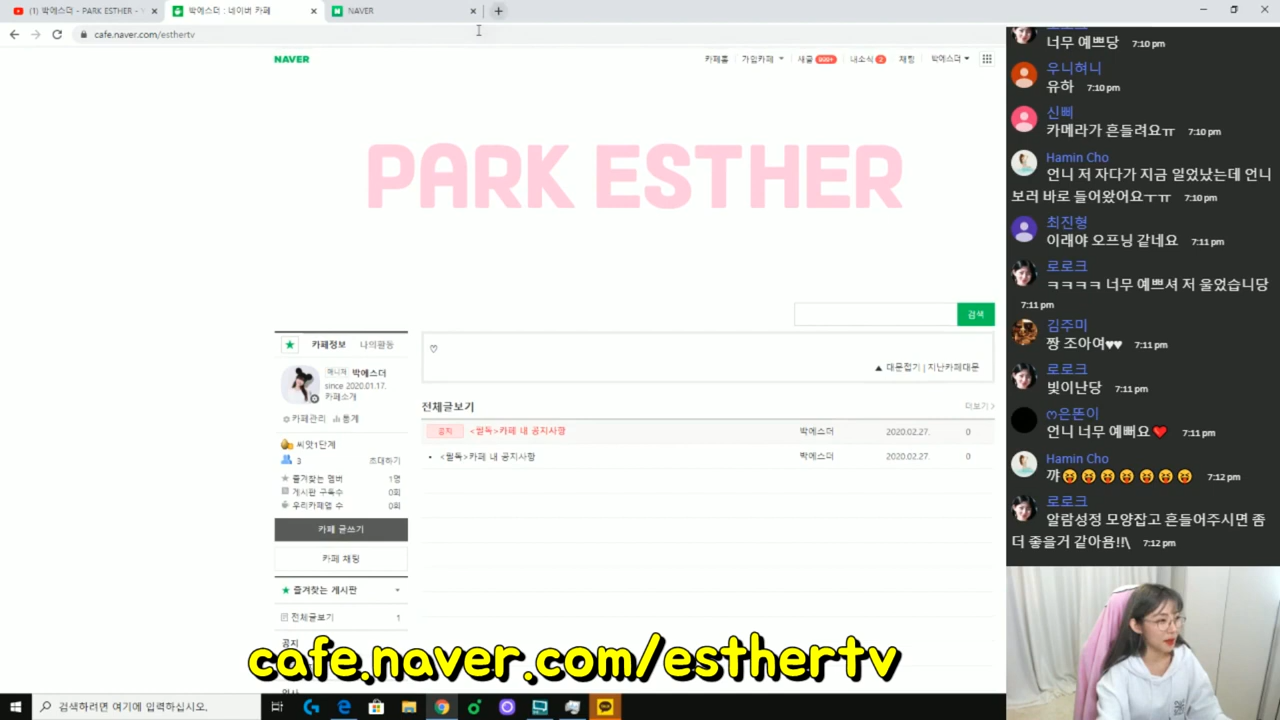 (1) 박에스더 - PARK ESTHER - Y
박에스더 : 네이버 카페
NAVER
cafe.naver.com/esthertv
NAVER
카페홈
가입카페
새글 999+
내소식 2
채팅
박에스더
PARK ESTHER
검색
카페정보
나의활동
매니저 박에스더
since 2020.01.17.
카페소개
카페관리
통계
씨앗1단계
3
초대하기
즐겨찾는 멤버 1명
게시판 구독수 0회
우리카페앱 수 0회
카페 글쓰기
카페 채팅
즐겨찾는 게시판
전체글보기 1
공지
♡
▲ 대문접기 | 지난카페대문
전체글보기
더보기 >
공지 <필독>카페 내 공지사항 박에스더 2020.02.27. 0
<필독>카페 내 공지사항 박에스더 2020.02.27. 0
cafe.naver.com/esthertv
검색하려면 여기에 입력하십시오.
너무 예쁘당 7:10 pm
우니혀니
유하 7:10 pm
신삐
카메라가 흔들려요ㅠ 7:10 pm
Hamin Cho
언니 저 자다가 지금 일었났는데 언니
보러 바로 들어왔어요ㅜㅠ 7:10 pm
최진형
이래야 오프닝 같네요 7:11 pm
로로크
ㅋㅋㅋㅋ 너무 예쁘셔 저 울었습니당
7:11 pm
김주미
짱 조아여♥♥ 7:11 pm
로로크
빛이난당 7:11 pm
ෆ은뜬이
언니 너무 예뻐요❤ 7:11 pm
Hamin Cho
꺄😝😝😝😝😝😝😝 7:12 pm
로로크
알람성정 모양잡고 흔들어주시면 좀
더 좋을거 같아욤!!\ 7:12 pm